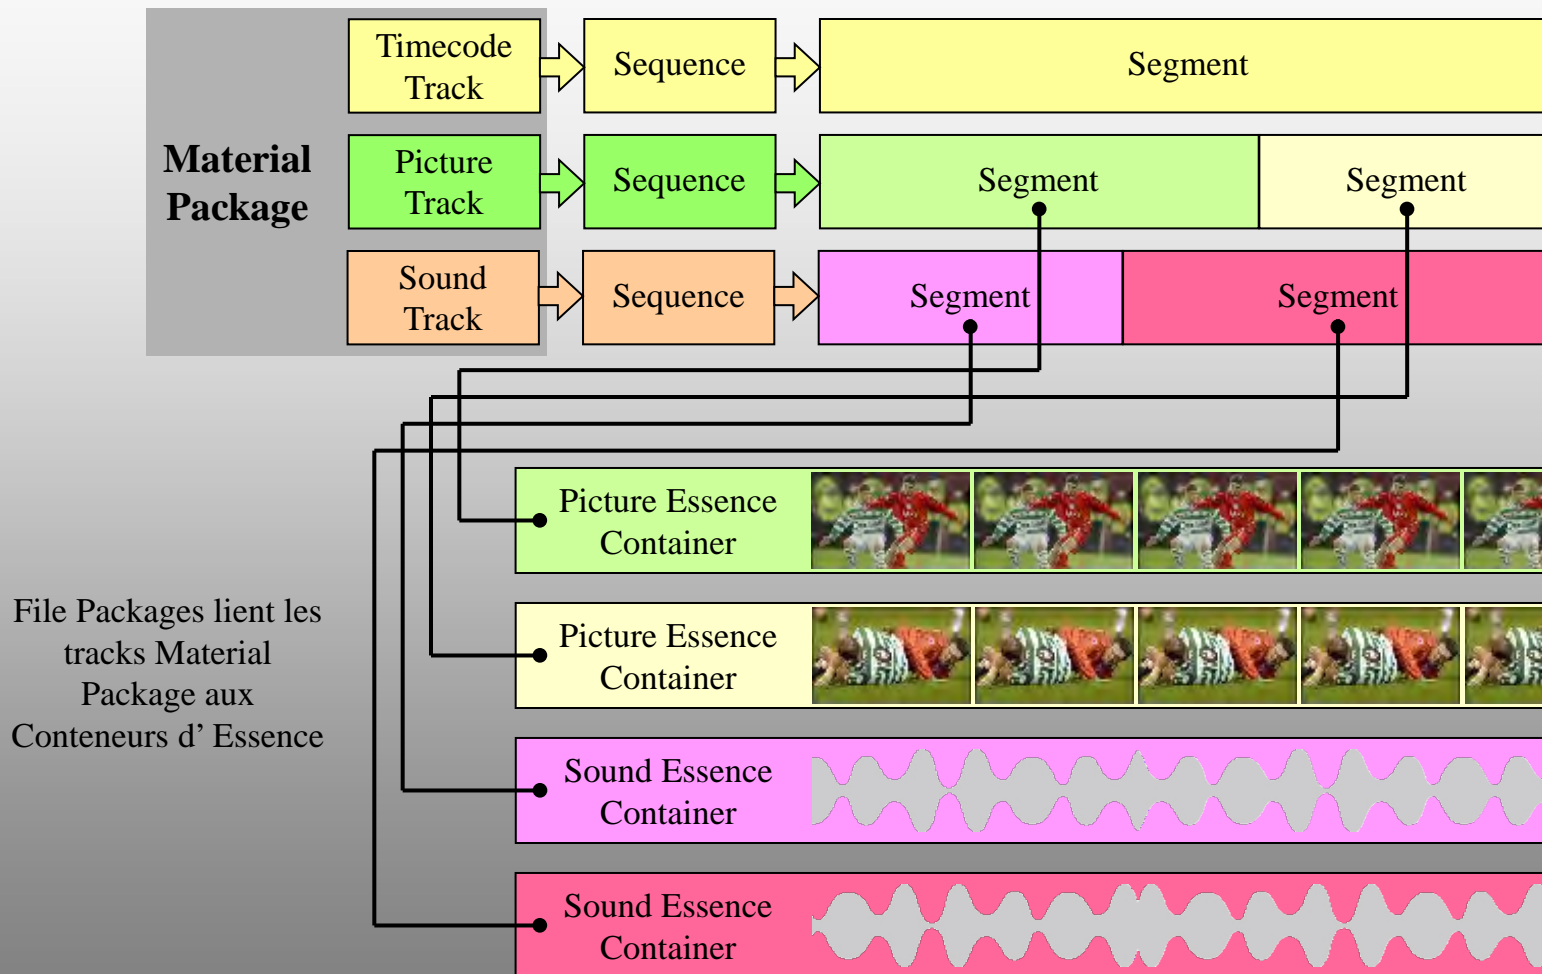 Timecode
Track
Sequence
Segment
Material
Package
Picture
Track
Sequence
Segment
Segment
Sound
Track
Sequence
Segment
Segment
Picture Essence
Container
File Packages lient les
tracks Material
Package aux
Conteneurs d’ Essence
Picture Essence
Container
Sound Essence
Container
Sound Essence
Container